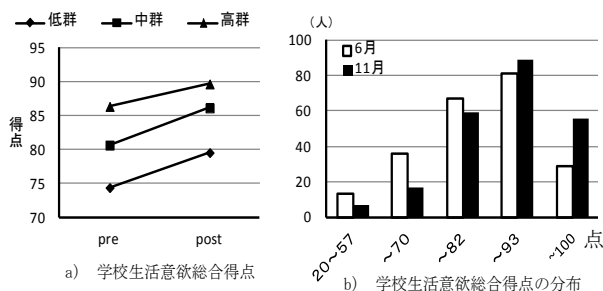 低群 中群 高群
95
90
85
80
75
70
得点
pre post
a) 学校生活意欲総合得点
(人)
100
80
60
40
20
0
6月
11月
20～57 ～70 ～82 ～93 ~100 点
b) 学校生活意欲総合得点の分布